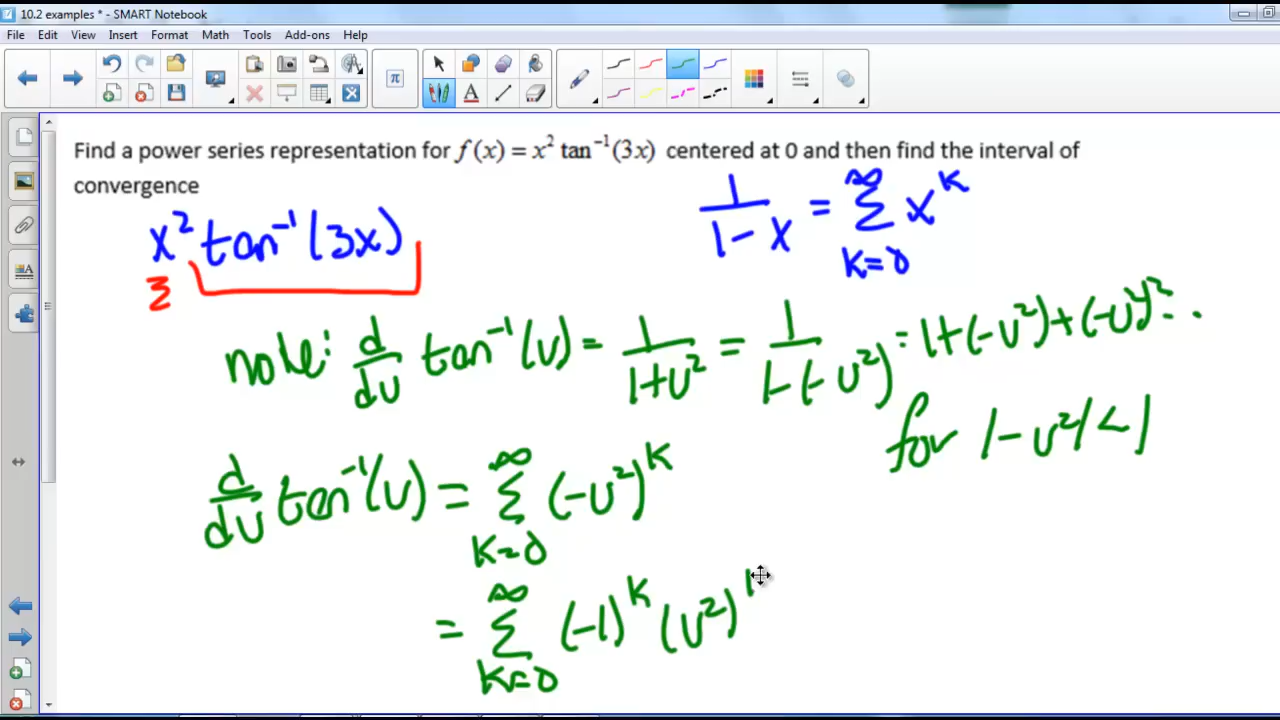 10.2 examples * - SMART Notebook
File Edit View Insert Format Math Tools Add-ons Help
π A
Find a power series representation for f(x) = x² tan⁻¹(3x) centered at 0 and then find the interval of
convergence
1/(1-x) = ∞ Σ k=0 x^k
x² tan⁻¹(3x)
Σ
note: d/du tan⁻¹(u) = 1/(1+u²) = 1/(1-(-u²)) = 1+(-u²)+(-u²)²...
for |-u²|<1
d/du tan⁻¹(u) = ∞ Σ k=0 (-u²)^k
= ∞ Σ k=0 (-1)^k (u²)